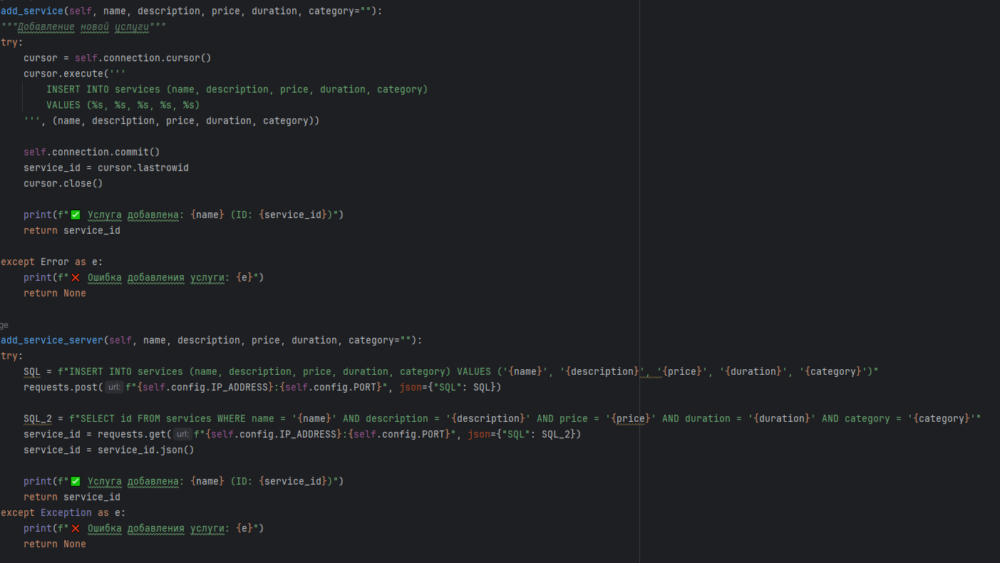 add_service(self, name, description, price, duration, category=""):
"""Добавление новой услуги"""
try:
cursor = self.connection.cursor()
cursor.execute('''
INSERT INTO services (name, description, price, duration, category)
VALUES (%s, %s, %s, %s, %s)
''', (name, description, price, duration, category))
self.connection.commit()
service_id = cursor.lastrowid
cursor.close()
print(f"✅ Услуга добавлена: {name} (ID: {service_id})")
return service_id
except Error as e:
print(f"❌ Ошибка добавления услуги: {e}")
return None
ge
add_service_server(self, name, description, price, duration, category=""):
try:
SQL = f"INSERT INTO services (name, description, price, duration, category) VALUES ('{name}', '{description}', '{price}', '{duration}', '{category}')"
requests.post( url: f"{self.config.IP_ADDRESS}:{self.config.PORT}", json={"SQL": SQL})
SQL_2 = f"SELECT id FROM services WHERE name = '{name}' AND description = '{description}' AND price = '{price}' AND duration = '{duration}' AND category = '{category}'"
service_id = requests.get( url: f"{self.config.IP_ADDRESS}:{self.config.PORT}", json={"SQL": SQL_2})
service_id = service_id.json()
print(f"✅ Услуга добавлена: {name} (ID: {service_id})")
return service_id
except Exception as e:
print(f"❌ Ошибка добавления услуги: {e}")
return None